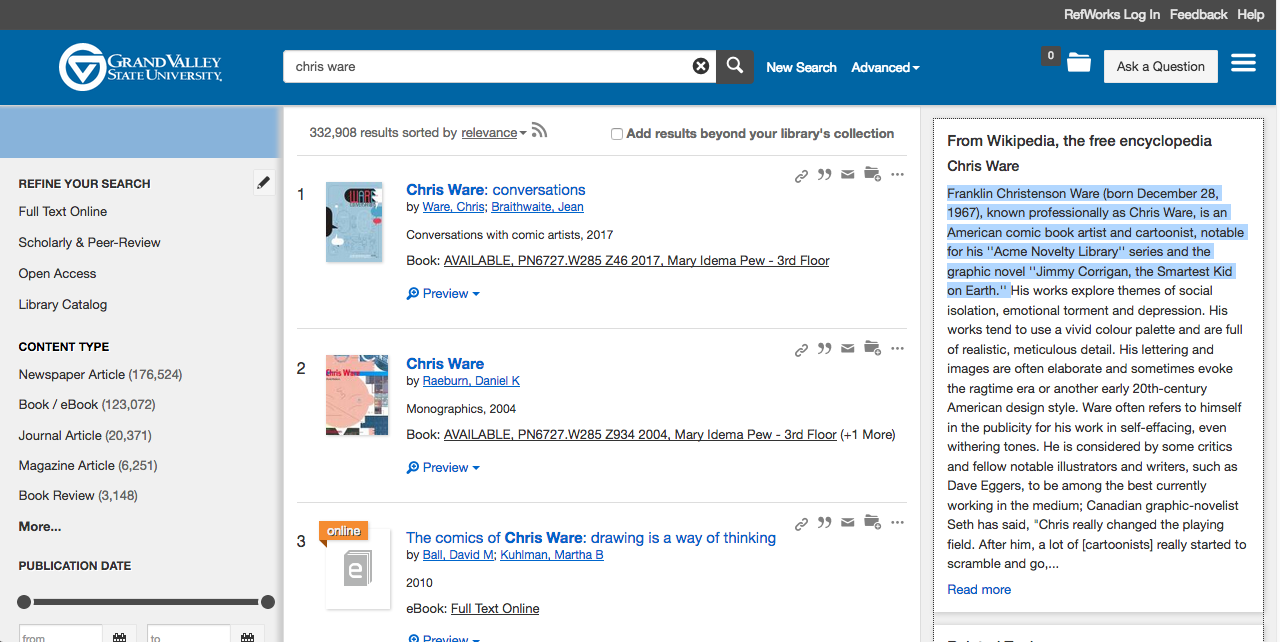 RefWorks Log In Feedback Help
GRANDVALLEY
STATE UNIVERSITY.
chris ware
New Search Advanced
0
Ask a Question
332,908 results sorted by relevance
Add results beyond your library's collection
REFINE YOUR SEARCH
Full Text Online
Scholarly & Peer-Review
Open Access
Library Catalog
CONTENT TYPE
Newspaper Article (176,524)
Book / eBook (123,072)
Journal Article (20,371)
Magazine Article (6,251)
Book Review (3,148)
More...
PUBLICATION DATE
from
to
1
WARE
Chris Ware: conversations
by Ware, Chris; Braithwaite, Jean
Conversations with comic artists, 2017
Book: AVAILABLE, PN6727.W285 Z46 2017, Mary Idema Pew - 3rd Floor
Preview
2
Chris Ware
Chris Ware
by Raeburn, Daniel K
Monographics, 2004
Book: AVAILABLE, PN6727.W285 Z934 2004, Mary Idema Pew - 3rd Floor (+1 More)
Preview
3
online
e
The comics of Chris Ware: drawing is a way of thinking
by Ball, David M; Kuhlman, Martha B
2010
eBook: Full Text Online
Preview
From Wikipedia, the free encyclopedia
Chris Ware
Franklin Christenson Ware (born December 28,
1967), known professionally as Chris Ware, is an
American comic book artist and cartoonist, notable
for his ''Acme Novelty Library'' series and the
graphic novel ''Jimmy Corrigan, the Smartest Kid
on Earth.'' His works explore themes of social
isolation, emotional torment and depression. His
works tend to use a vivid colour palette and are full
of realistic, meticulous detail. His lettering and
images are often elaborate and sometimes evoke
the ragtime era or another early 20th-century
American design style. Ware often refers to himself
in the publicity for his work in self-effacing, even
withering tones. He is considered by some critics
and fellow notable illustrators and writers, such as
Dave Eggers, to be among the best currently
working in the medium; Canadian graphic-novelist
Seth has said, "Chris really changed the playing
field. After him, a lot of [cartoonists] really started to
scramble and go,...
Read more